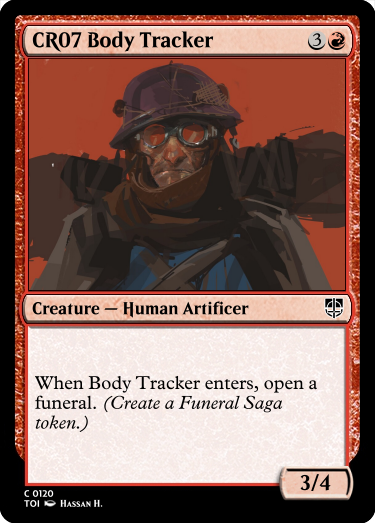 CR07 Body Tracker 3
Creature — Human Artificer
When Body Tracker enters, open a
funeral. (Create a Funeral Saga
token.)
3/4
C 0120
TOI Hassan H.